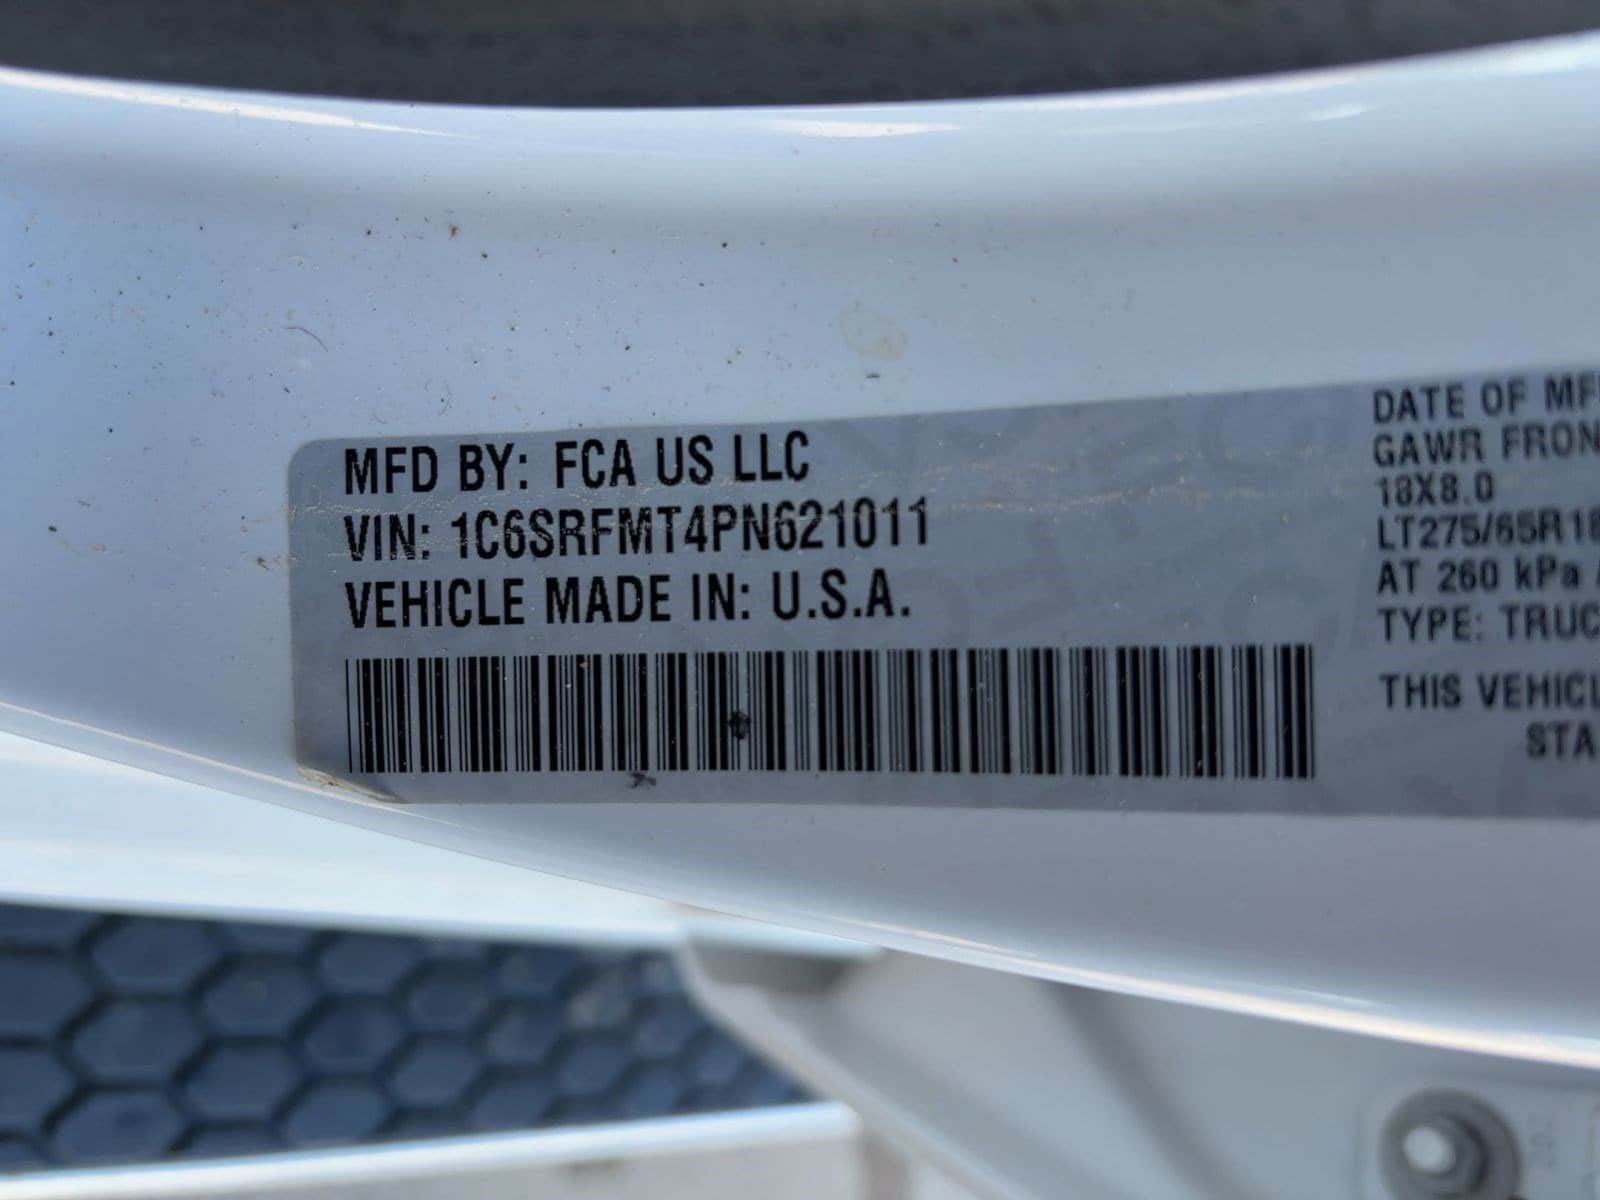 MFD BY: FCA US LLC
VIN: 1C6SRFMT4PN621011
VEHICLE MADE IN: U.S.A.
DATE OF MF
GAWR FRON
18X8.0
LT275/65R18
AT 260 kPa
TYPE: TRUC
THIS VEHICL
STA